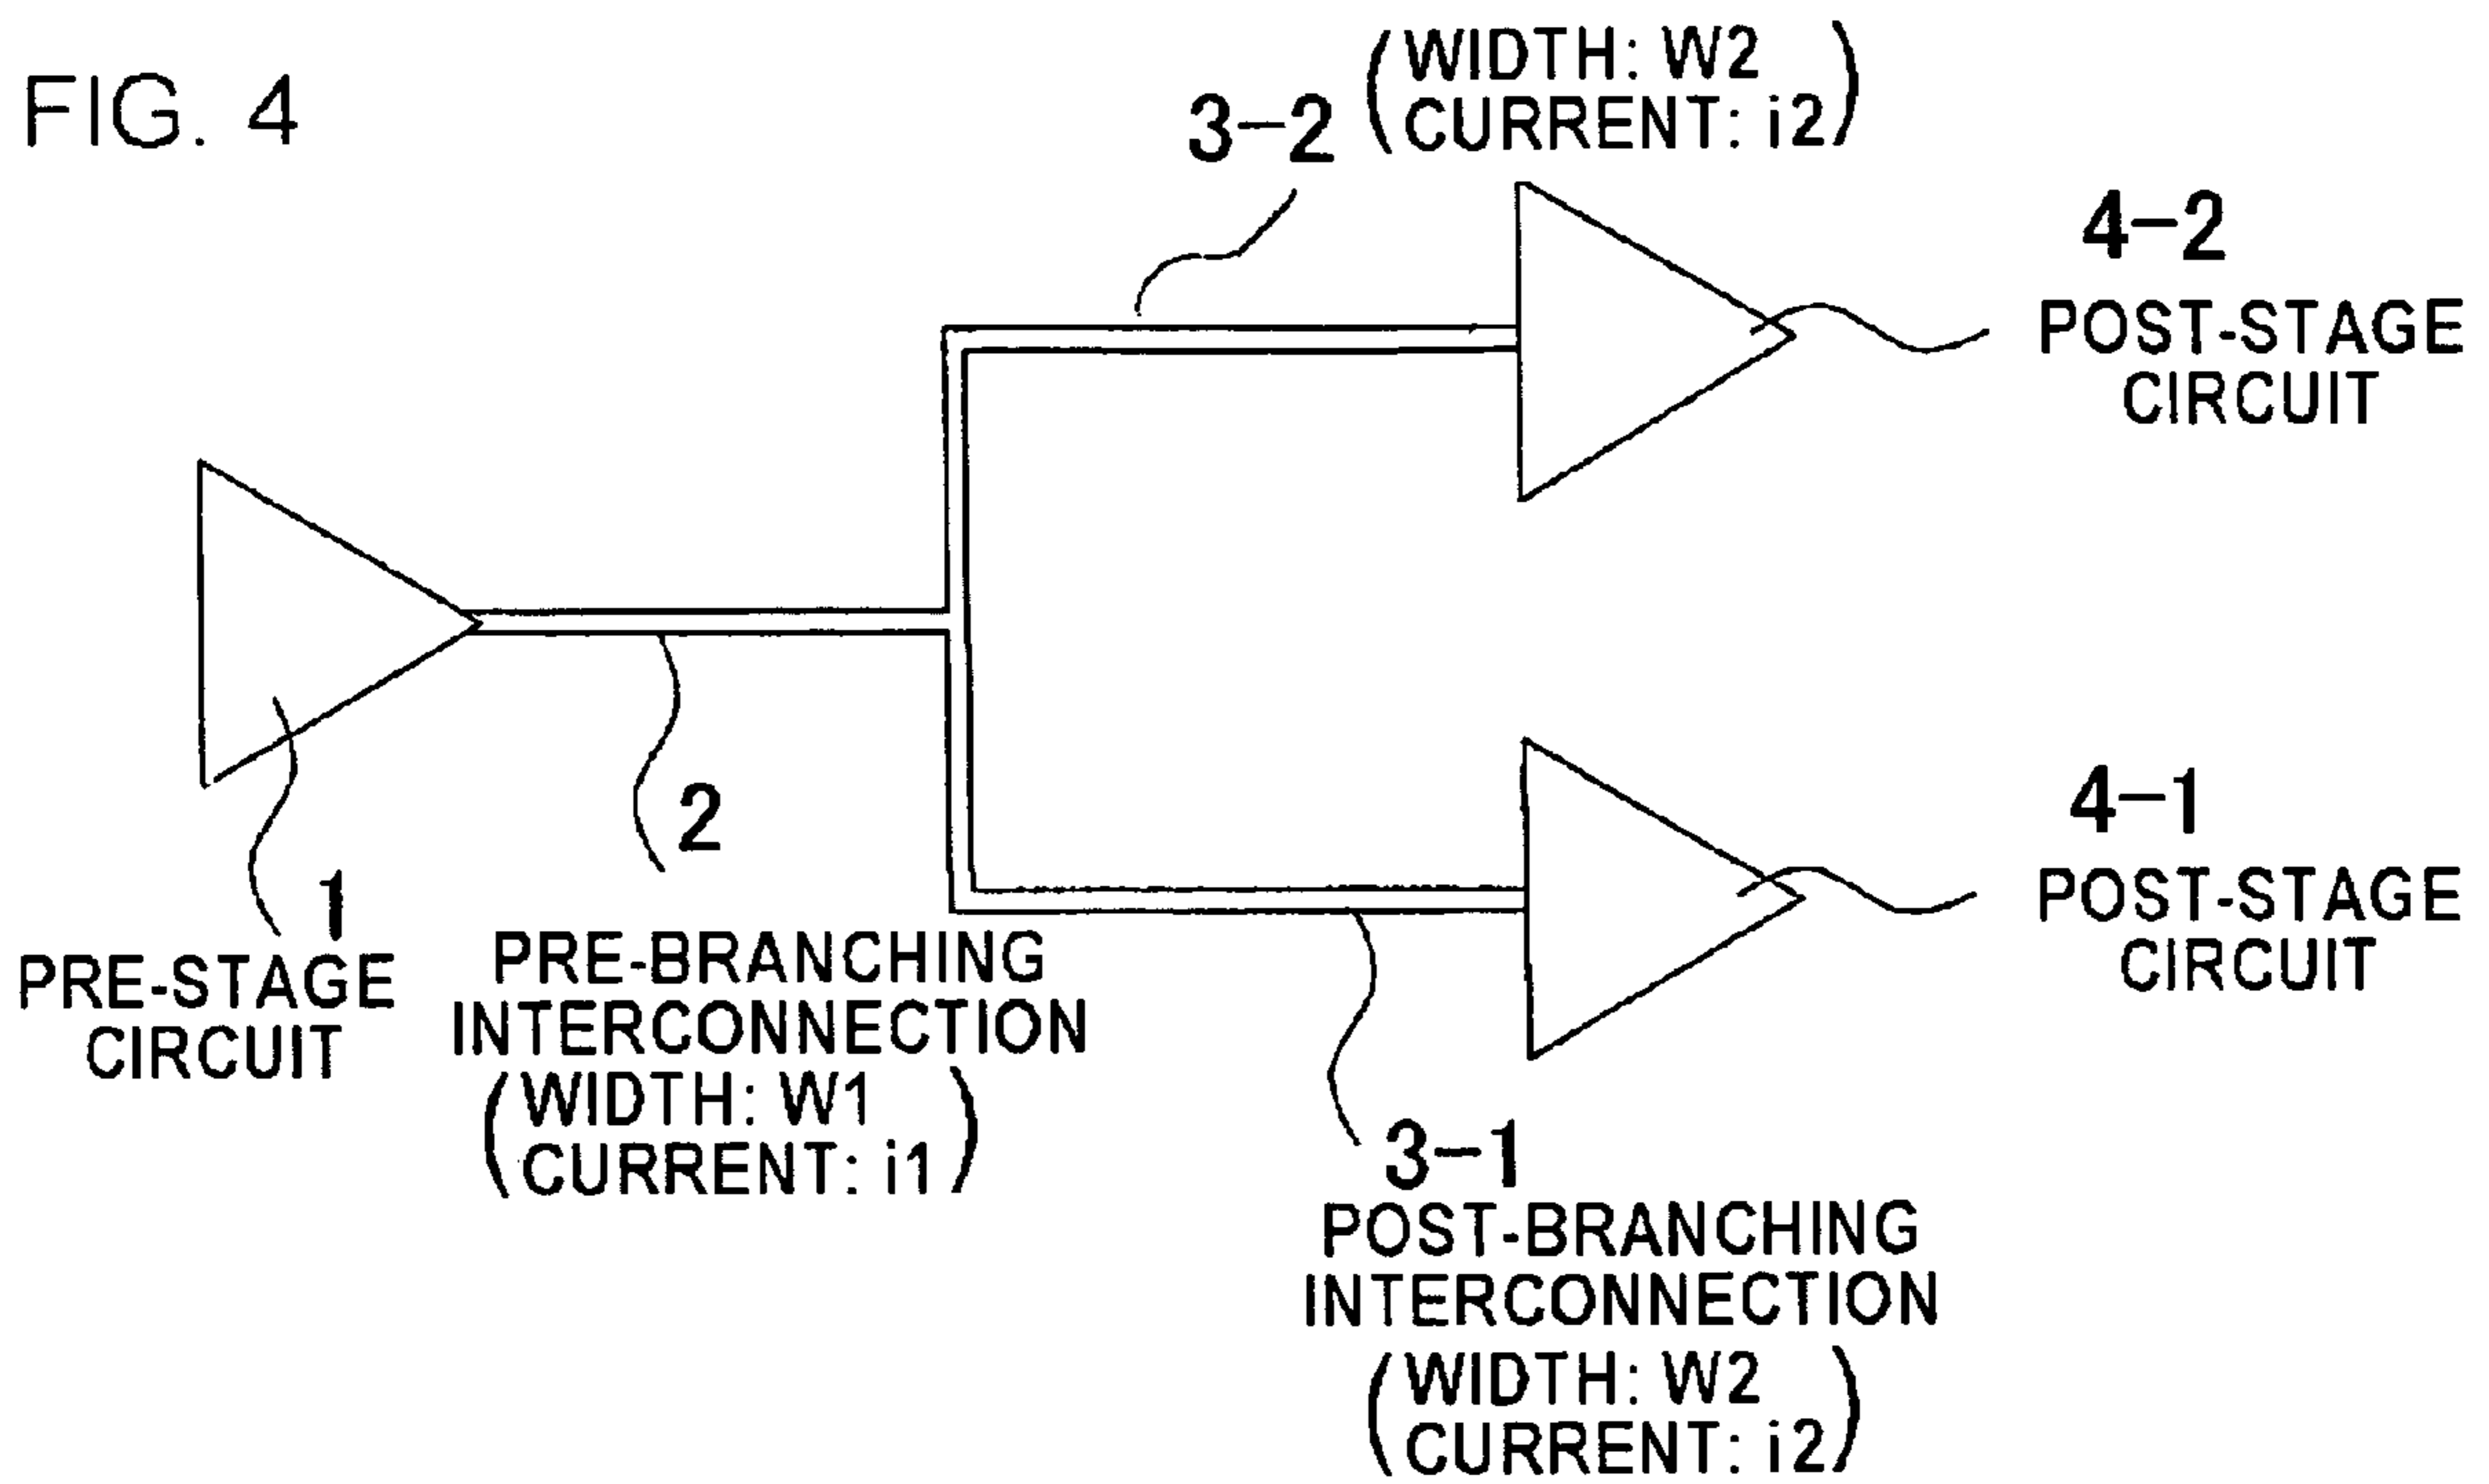 FIG. 4
3-2
(WIDTH: W2
CURRENT: i2)
4-2
POST-STAGE
CIRCUIT
1
PRE-STAGE
CIRCUIT
2
PRE-BRANCHING
INTERCONNECTION
(WIDTH: W1
CURRENT: i1)
4-1
POST-STAGE
CIRCUIT
3-1
POST-BRANCHING
INTERCONNECTION
(WIDTH: W2
CURRENT: i2)